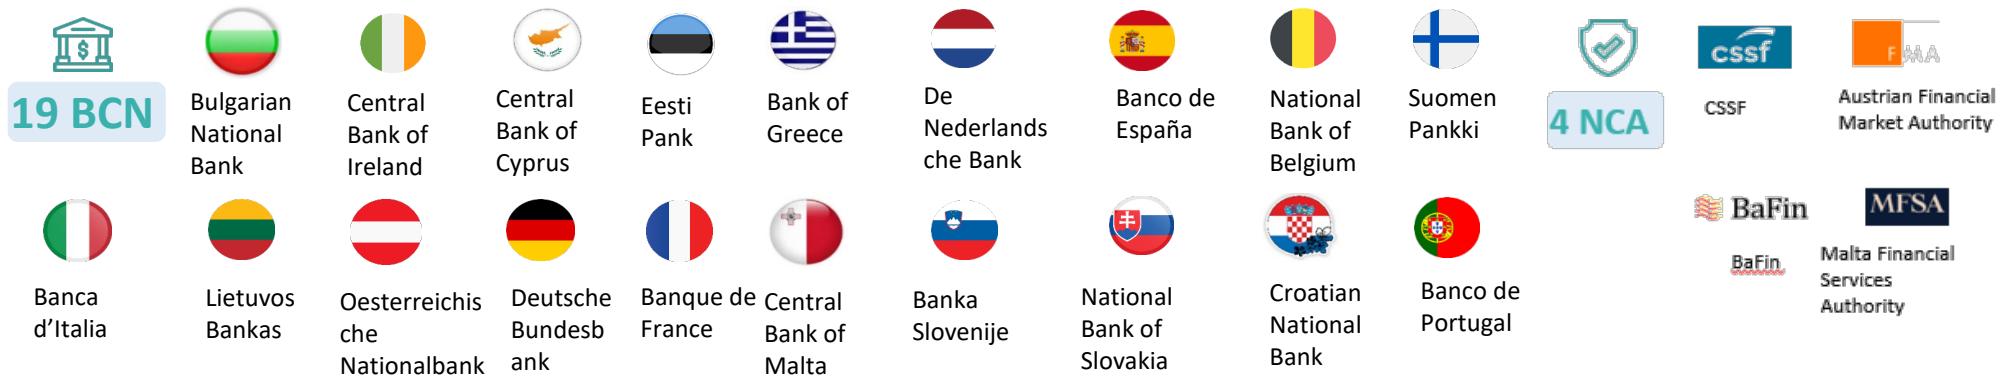 19 BCN
Bulgarian
National
Bank
Central
Bank of
Ireland
Central
Bank of
Cyprus
Eesti
Pank
Bank of
Greece
De
Nederlands
che Bank
Banco de
España
National
Bank of
Belgium
Suomen
Pankki
4 NCA
cssf
CSSF
FMA
Austrian Financial
Market Authority
Banca
d’Italia
Lietuvos
Bankas
Oesterreichis
che
Nationalbank
Deutsche
Bundesb
ank
Banque de
France
Central
Bank of
Malta
Banka
Slovenije
National
Bank of
Slovakia
Croatian
National
Bank
Banco de
Portugal
BaFin
BaFin
MFSA
Malta Financial
Services
Authority